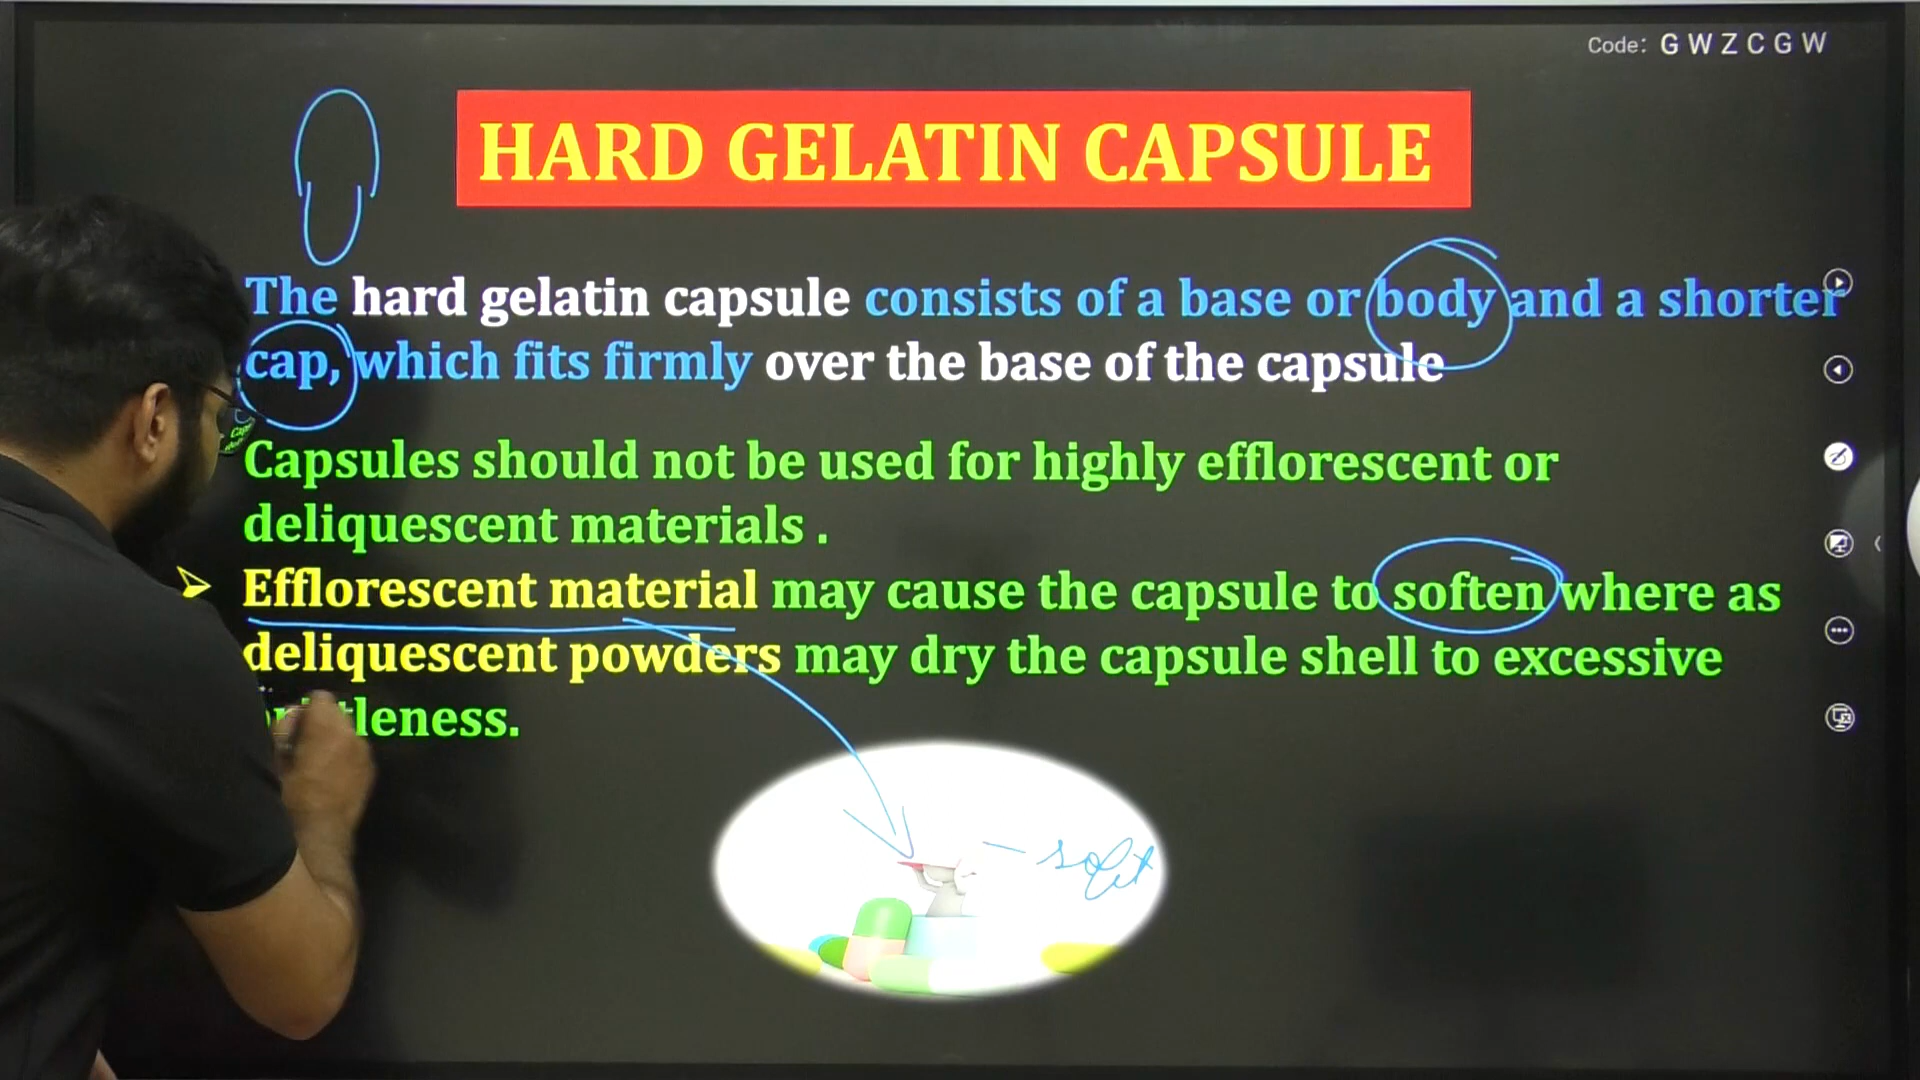 Code: GWZCGW
HARD GELATIN CAPSULE
The hard gelatin capsule consists of a base or body and a shorter
cap, which fits firmly over the base of the capsule
Capsules should not be used for highly efflorescent or
deliquescent materials .
Efflorescent material may cause the capsule to soften where as
deliquescent powders may dry the capsule shell to excessive
brittleness.
soft